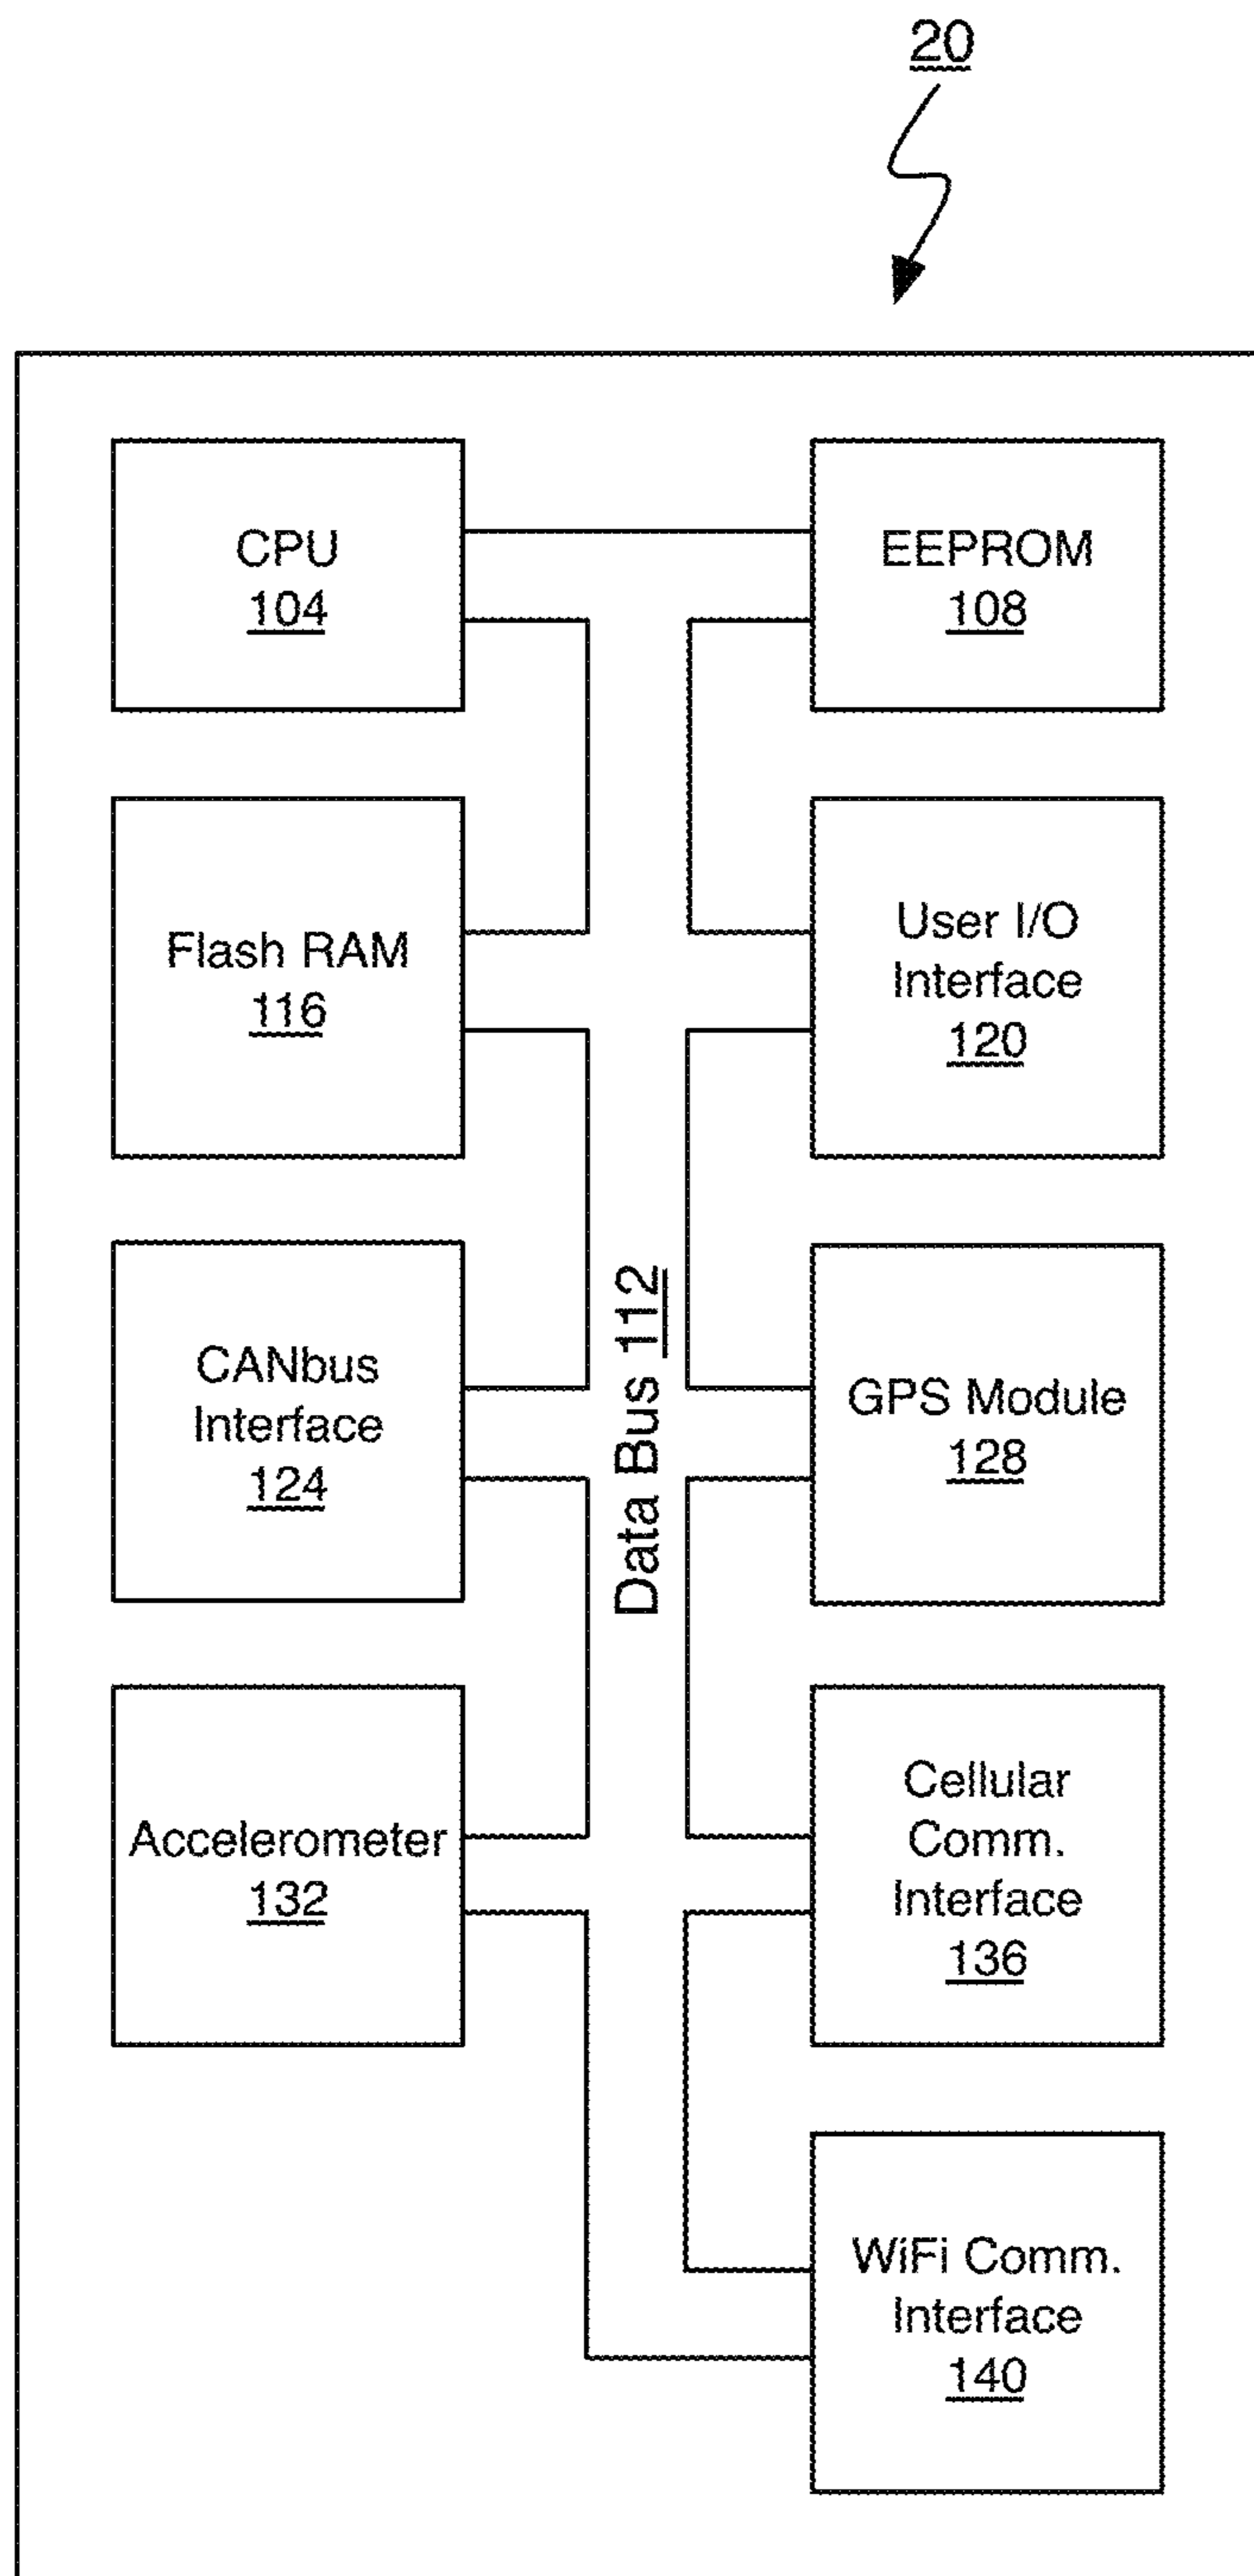 20
CPU
104
EEPROM
108
Flash RAM
116
User I/O
Interface
120
Data Bus 112
CANbus
Interface
124
GPS Module
128
Accelerometer
132
Cellular
Comm.
Interface
136
WiFi Comm.
Interface
140